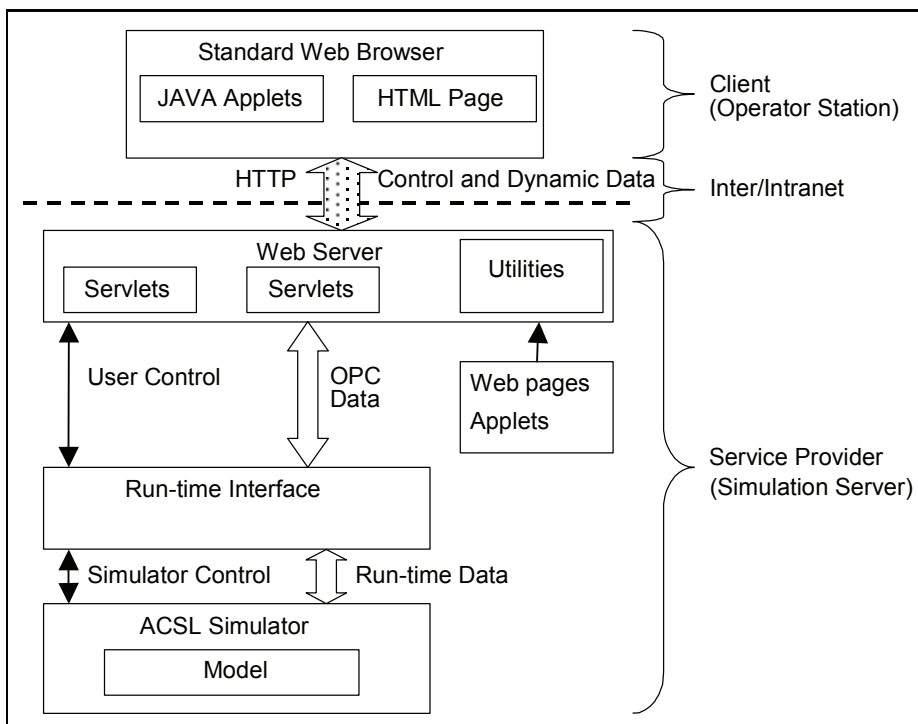 Standard Web Browser
JAVA Applets
HTML Page
Client
(Operator Station)
HTTP
Control and Dynamic Data
Inter/Intranet
Web Server
Servlets
Servlets
Utilities
User Control
OPC
Data
Web pages
Applets
Service Provider
(Simulation Server)
Run-time Interface
Simulator Control
Run-time Data
ACSL Simulator
Model